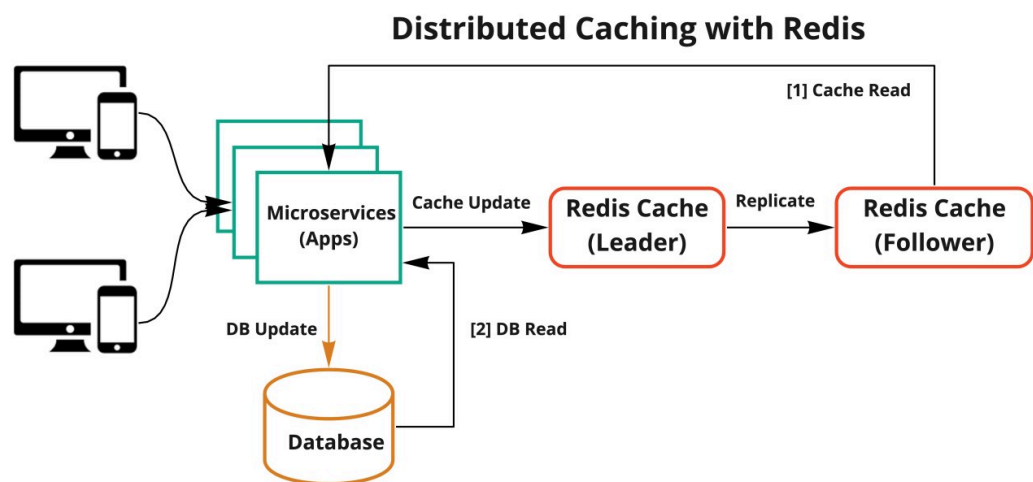 Distributed Caching with Redis
[1] Cache Read
Microservices
(Apps)
Cache Update
Redis Cache
(Leader)
Replicate
Redis Cache
(Follower)
DB Update
[2] DB Read
Database